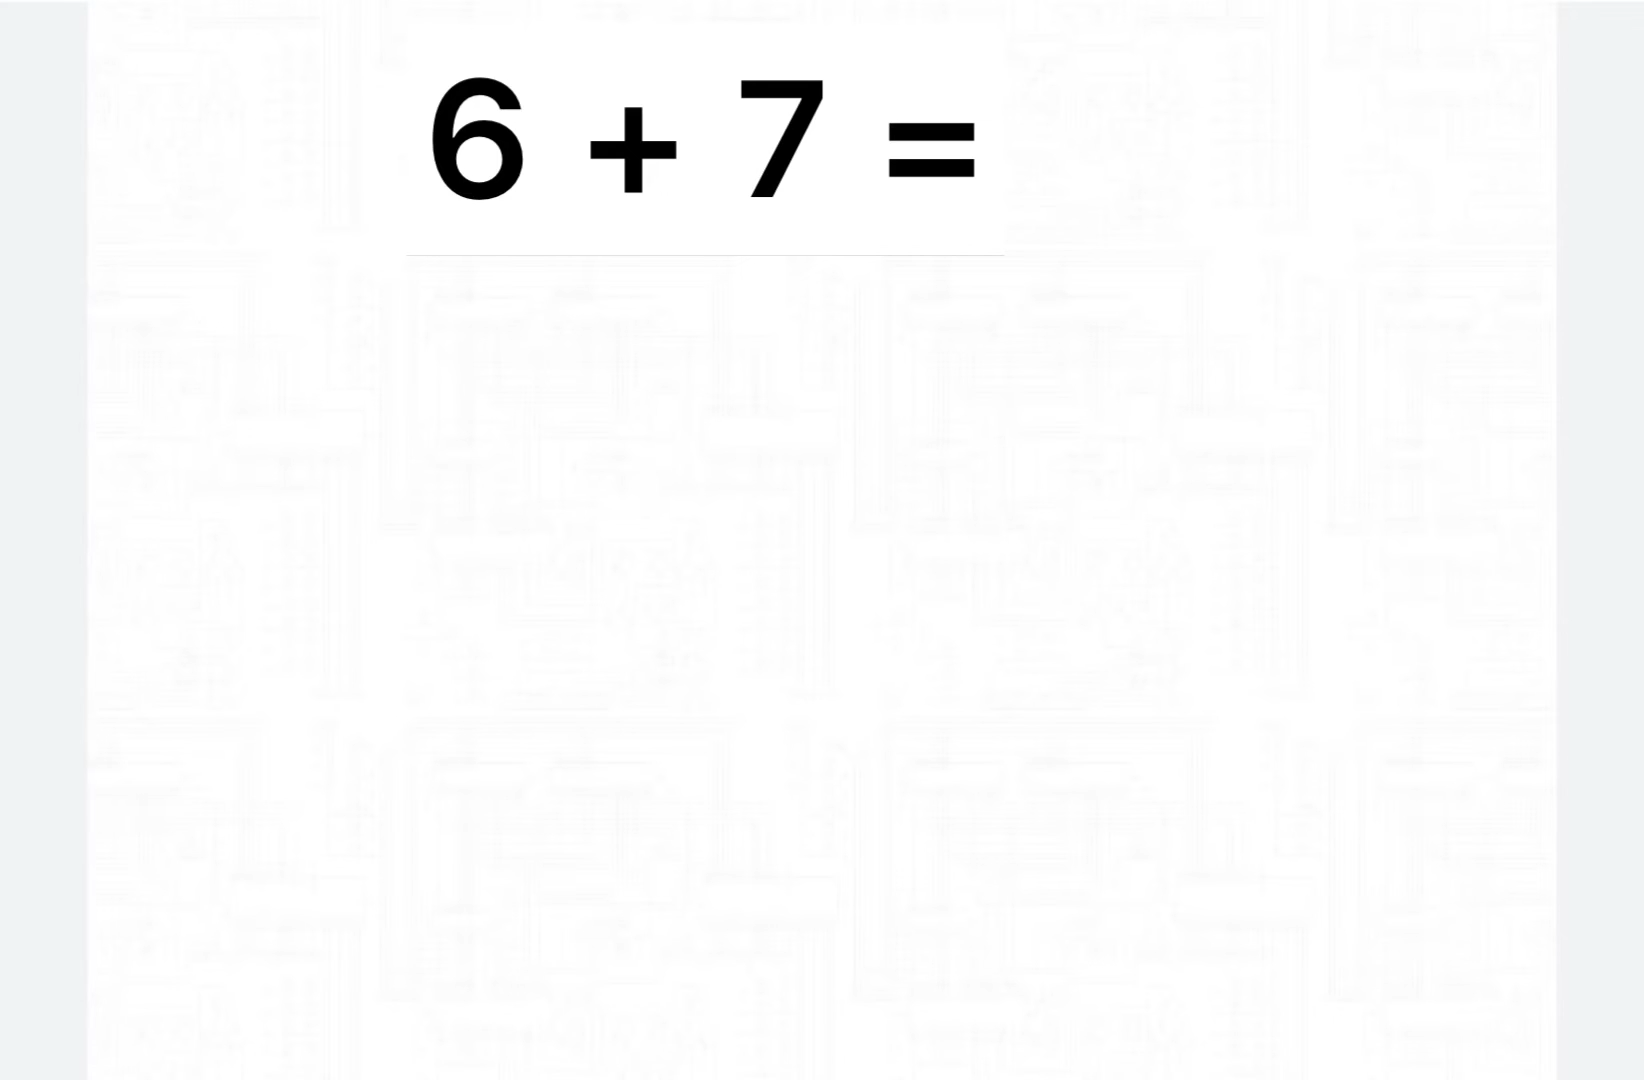 6 + 7 =